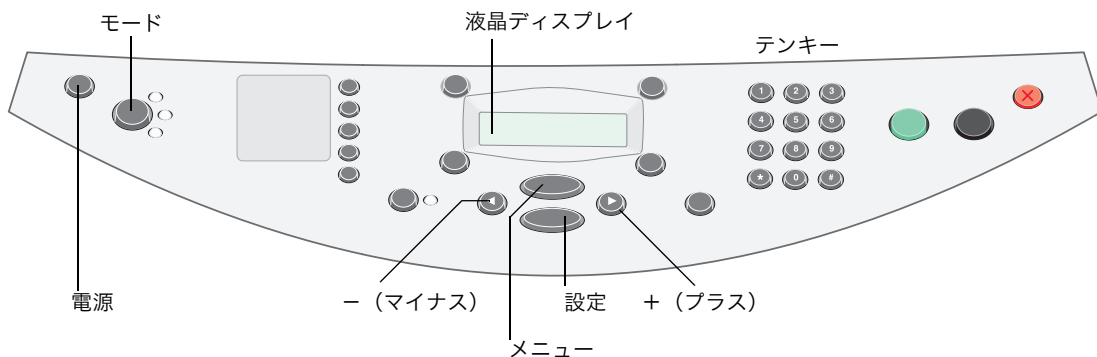 モード
液晶ディスプレイ
テンキー
1 2 3
4 5 6
7 8 9
* 0 #
電源
－（マイナス）
設定
＋（プラス）
メニュー